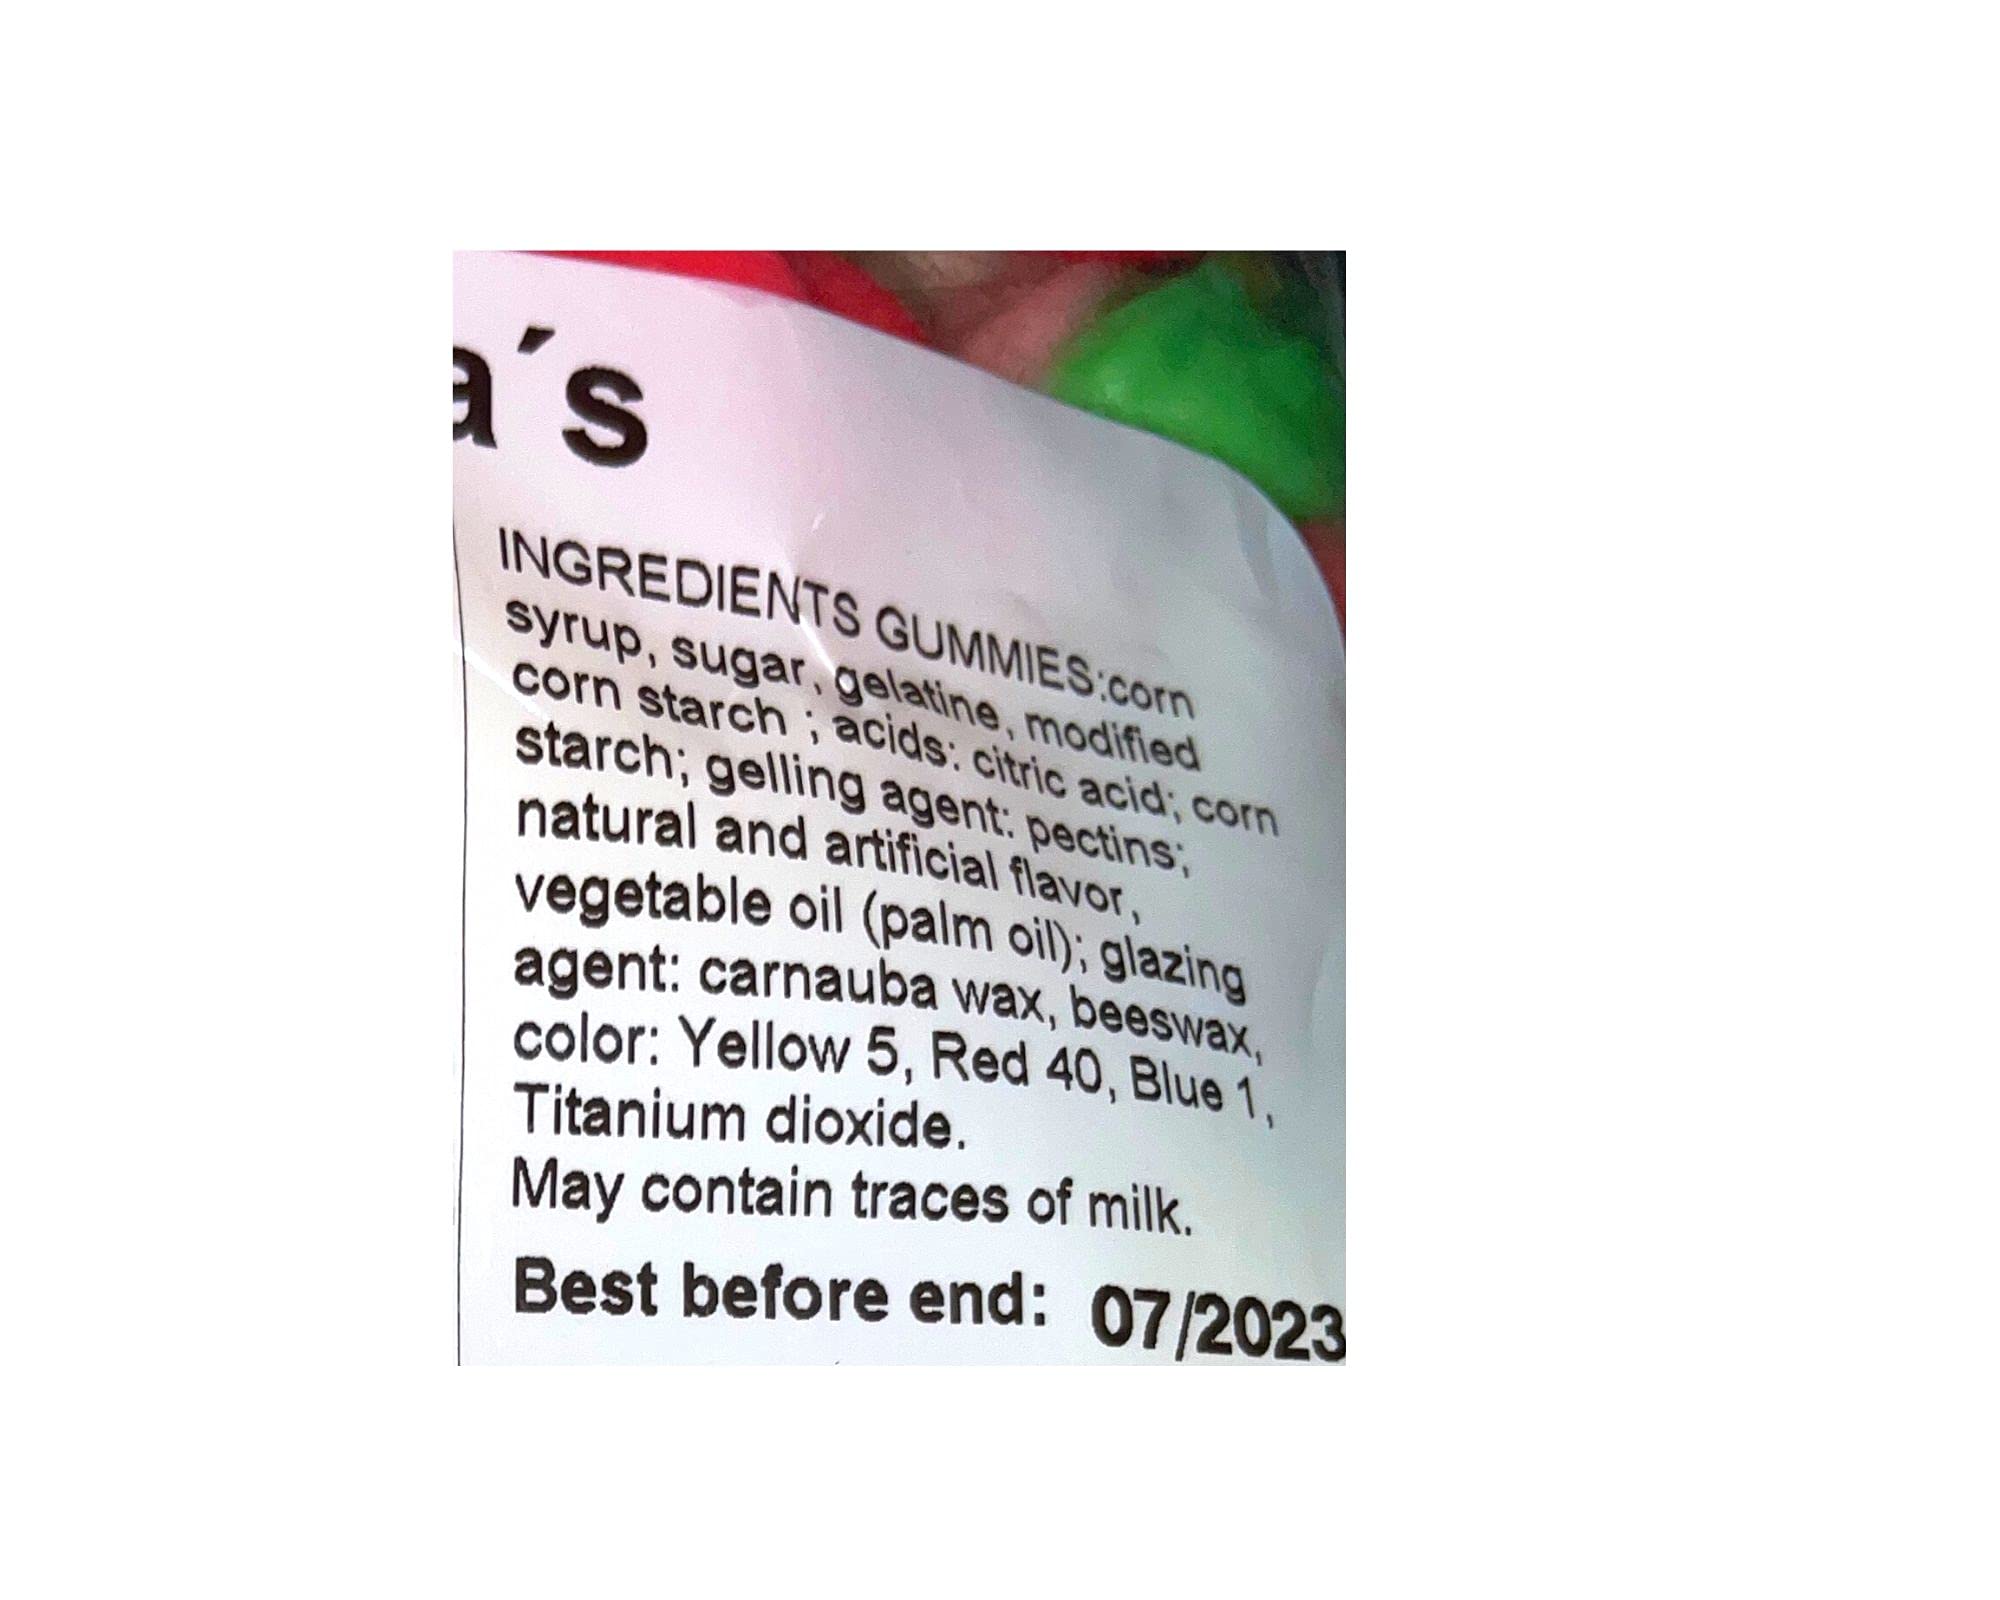 a´s
INGREDIENTS GUMMIES:corn
syrup, sugar, gelatine, modified
corn starch ; acids: citric acid; corn
starch; gelling agent: pectins;
natural and artificial flavor,
vegetable oil (palm oil); glazing
agent: carnauba wax, beeswax,
color: Yellow 5, Red 40, Blue 1,
Titanium dioxide.
May contain traces of milk.
Best before end: 07/2023